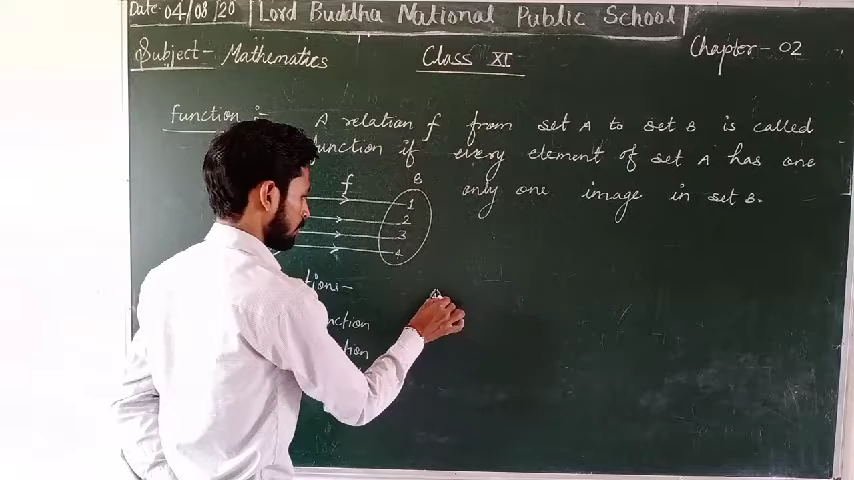 Date- 04/08/20 Lord Buddha National Public School
Subject- Mathematics Class XI Chapter- 02
function :- A relation f from set A to set B is called
function if every element of set A has one
only one image in set B.
f B
1
2
3
4
tion:-
nction
tion